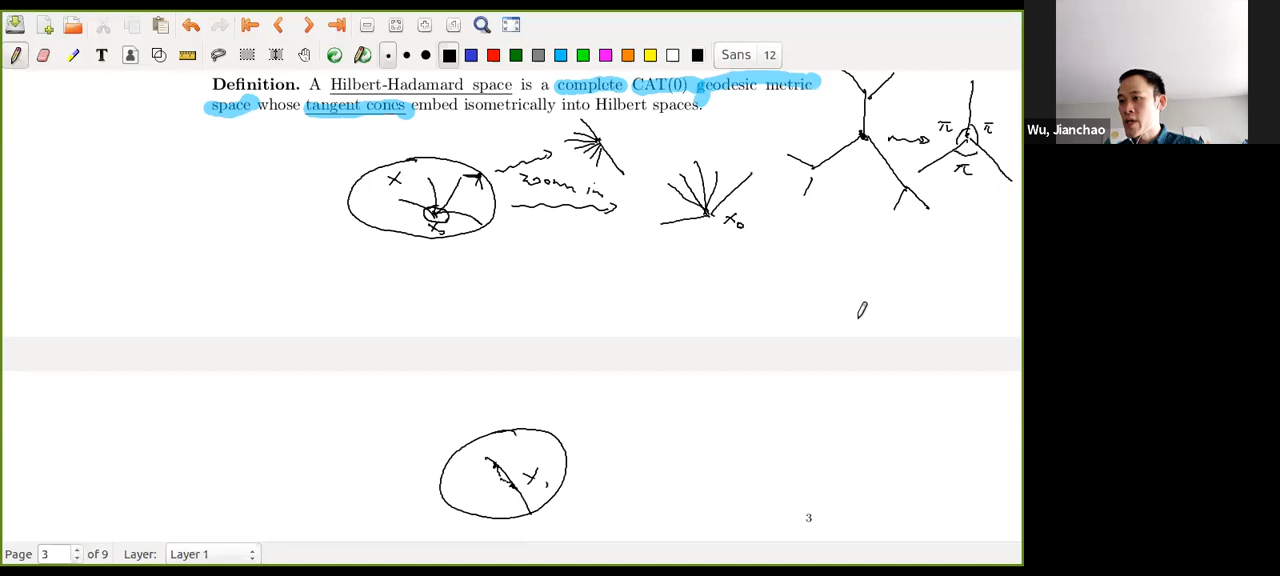 Sans 12
Definition. A Hilbert-Hadamard space is a complete CAT(0) geodesic metric
space whose tangent cones embed isometrically into Hilbert spaces.
Wu, Jianchao
π π
π
X
zoom in
x₀
x₀
X,
3
Page 3 of 9 Layer: Layer 1